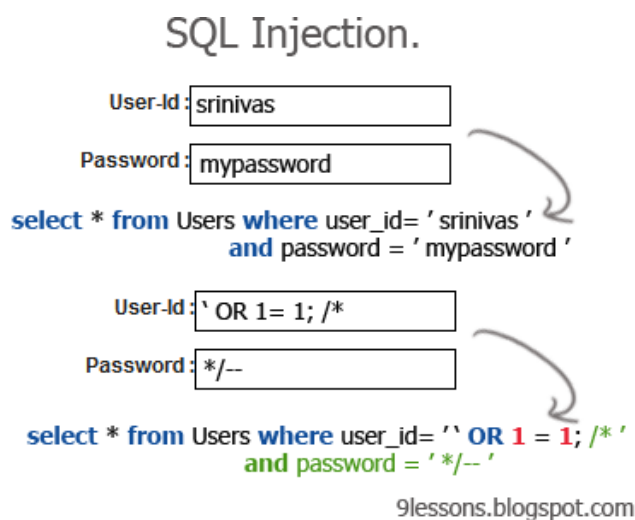 SQL Injection.
User-Id : srinivas
Password : mypassword
select * from Users where user_id= ' srinivas '
and password = ' mypassword '
User-Id : ` OR 1= 1; /*
Password : */--
select * from Users where user_id= ' ` OR 1 = 1; /* '
and password = ' */-- '
9lessons.blogspot.com